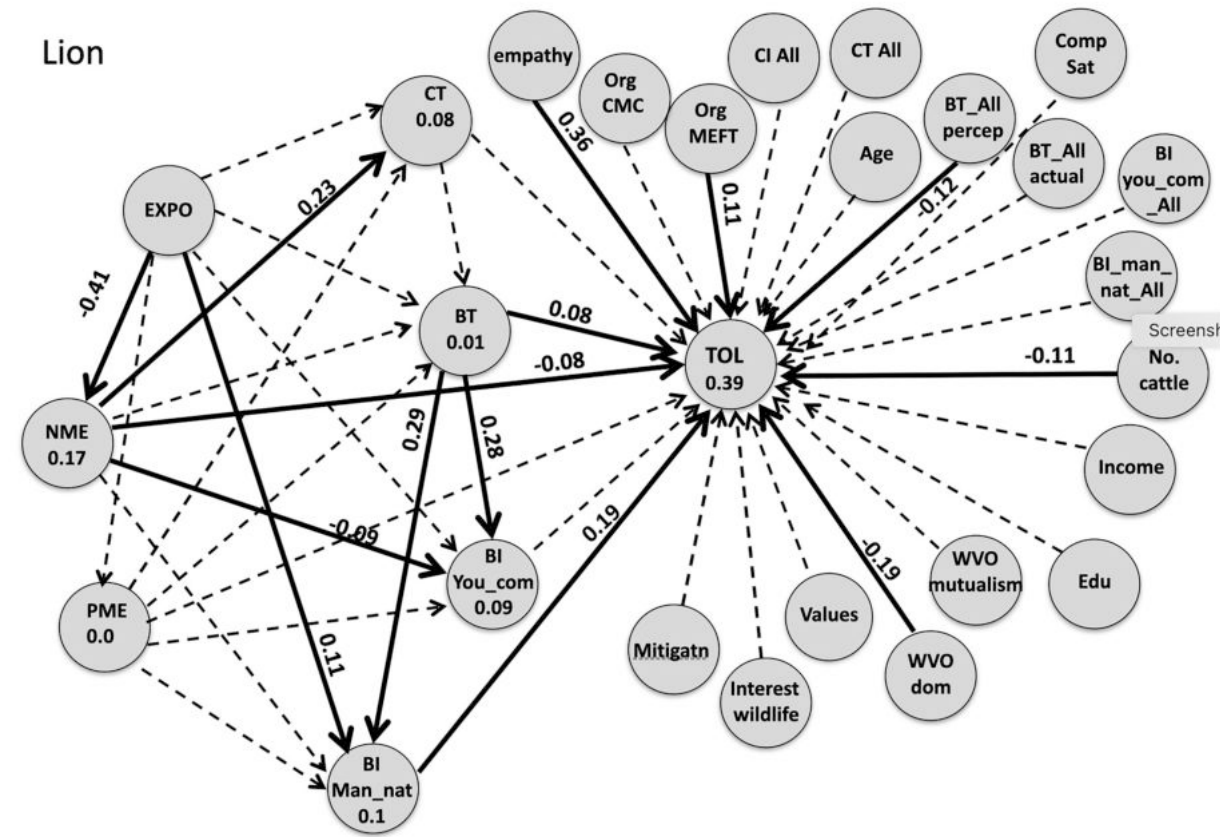 Lion
empathy
Org
CMC
Org
MEFT
CI All
CT All
Comp
Sat
CT
0.08
Age
BT_All
percep
BT_All
actual
BI
you_com
_All
EXPO
BI_man_
nat_All
No.
cattle
Income
Edu
WVO
mutualism
WVO
dom
Values
Interest
wildlife
Mitigatn
TOL
0.39
BT
0.01
NME
0.17
PME
0.0
BI
You_com
0.09
BI
Man_nat
0.1
0.36
0.11
-0.12
0.23
-0.41
0.08
-0.08
-0.11
0.29
0.28
-0.09
0.19
-0.19
0.11
Screensh